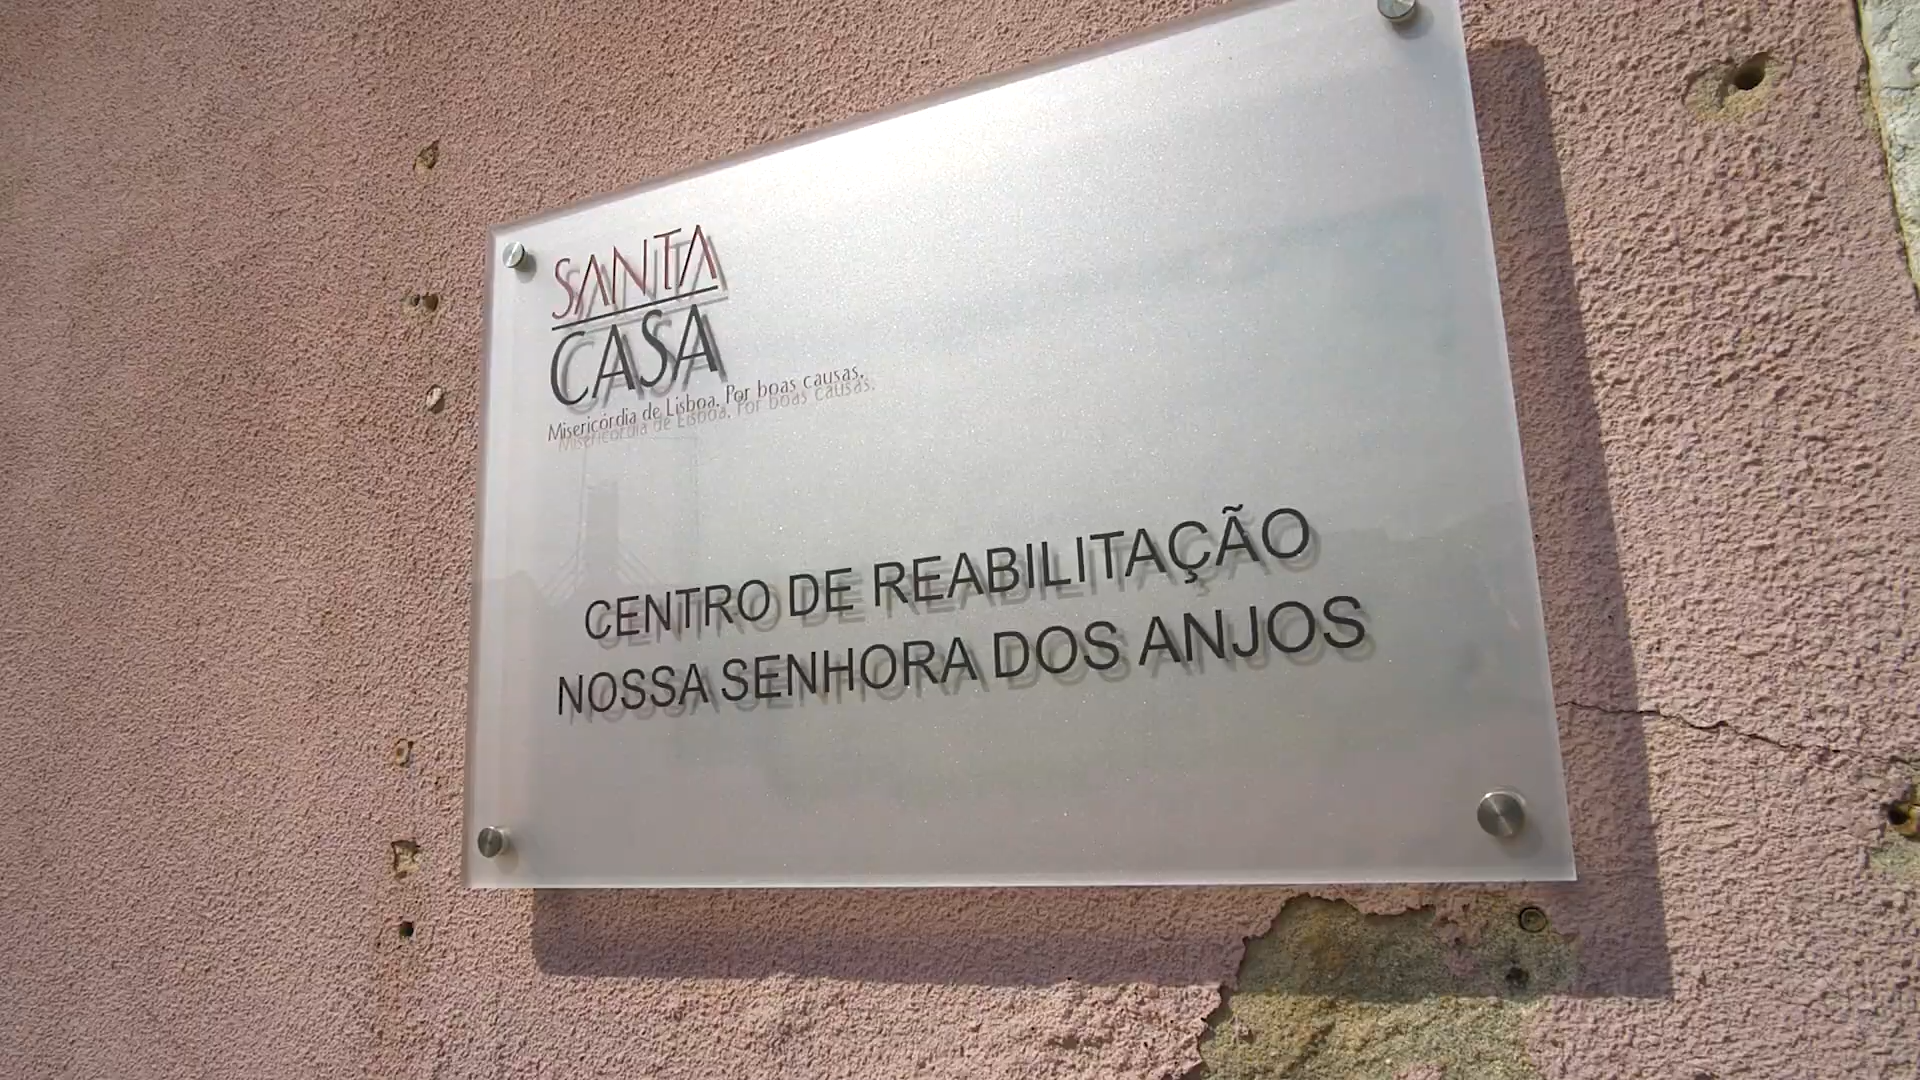 SANTA
CASA
Misericórdia de Lisboa. Por boas causas.
CENTRO DE REABILITAÇÃO
NOSSA SENHORA DOS ANJOS